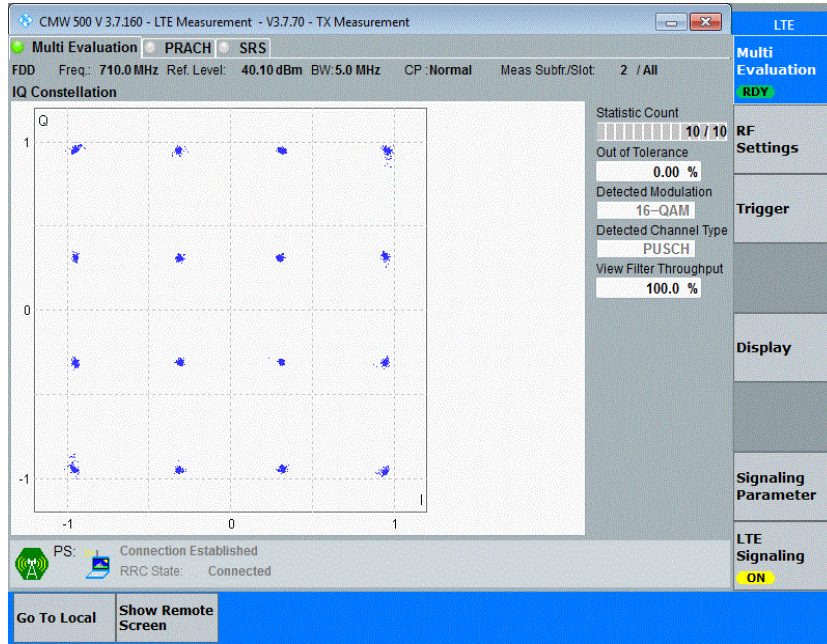 CMW 500 V 3.7.160 - LTE Measurement - V3.7.70 - TX Measurement
LTE
Multi Evaluation PRACH SRS
Multi
Evaluation
RDY
FDD Freq.: 710.0 MHz Ref. Level: 40.10 dBm BW: 5.0 MHz CP : Normal Meas Subfr./Slot: 2 / All
IQ Constellation
Q
1
0
-1
-1 0 1
I
Statistic Count
10 / 10
Out of Tolerance
0.00 %
Detected Modulation
16-QAM
Detected Channel Type
PUSCH
View Filter Throughput
100.0 %
RF
Settings
Trigger
Display
Signaling
Parameter
LTE
Signaling
ON
PS: Connection Established
RRC State: Connected
Go To Local
Show Remote
Screen